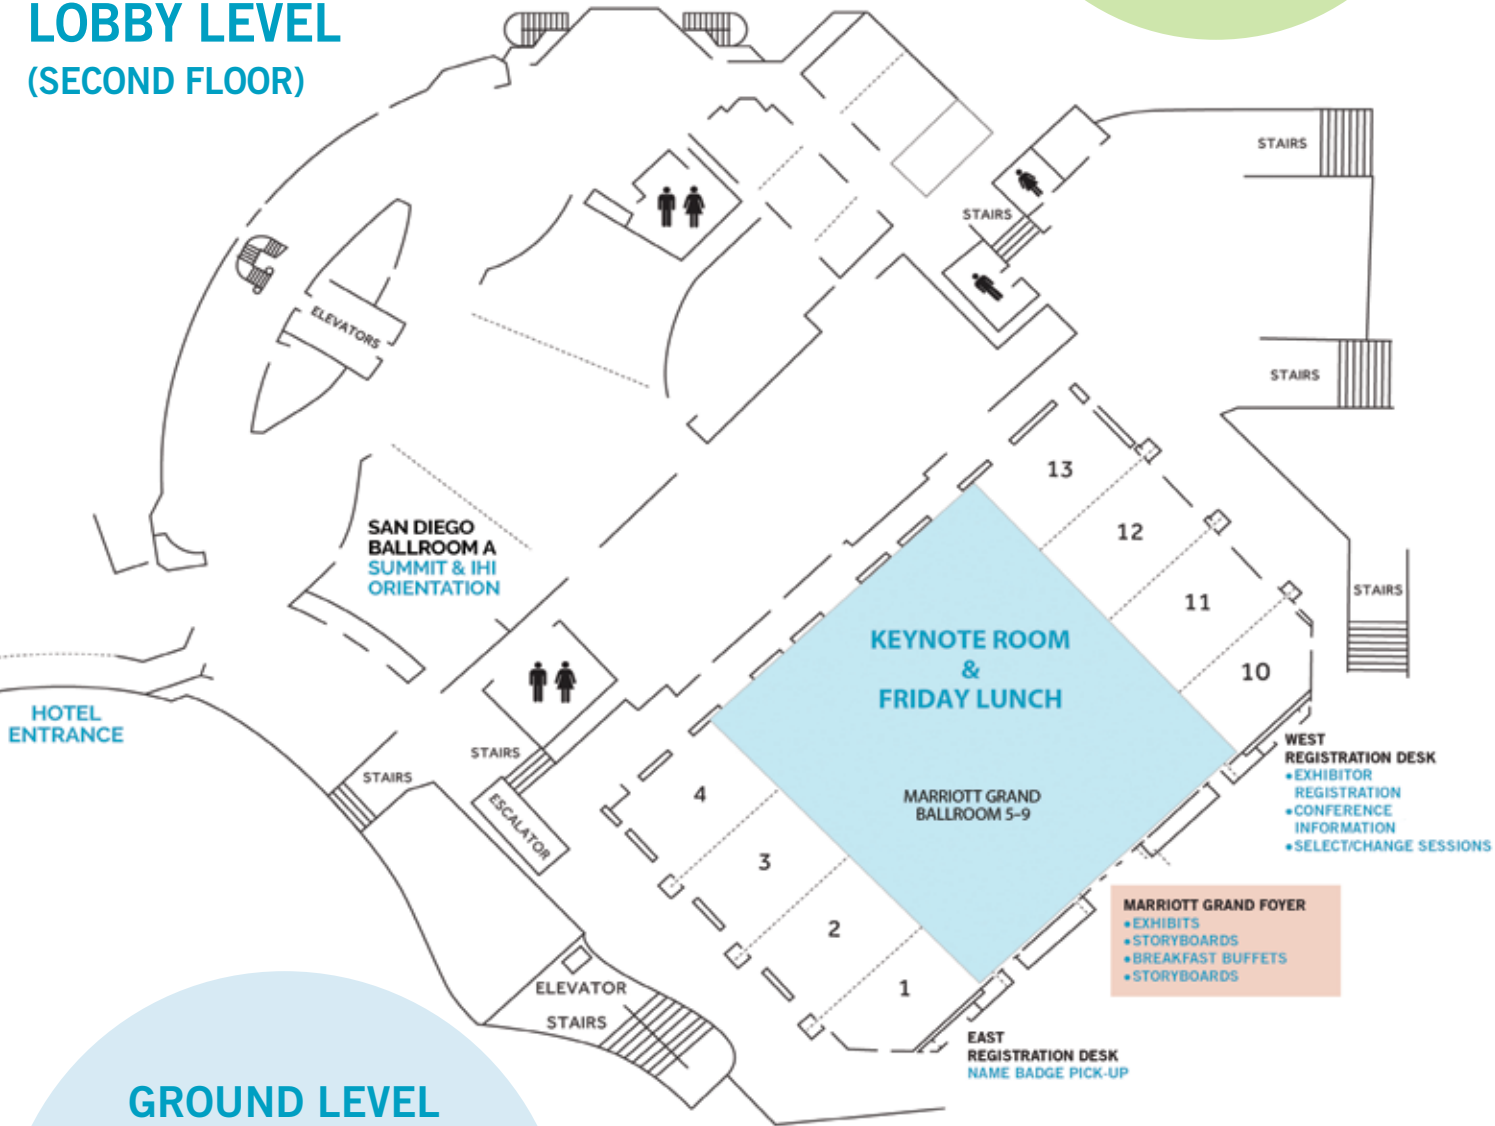 LOBBY LEVEL
(SECOND FLOOR)
STAIRS
STAIRS
ELEVATORS
STAIRS
13
SAN DIEGO
BALLROOM A
SUMMIT & IHI
ORIENTATION
12
STAIRS
11
KEYNOTE ROOM
&
FRIDAY LUNCH
10
HOTEL
ENTRANCE
STAIRS
STAIRS
ESCALATOR
4
MARRIOTT GRAND
BALLROOM 5-9
WEST
REGISTRATION DESK
•EXHIBITOR
REGISTRATION
•CONFERENCE
INFORMATION
•SELECT/CHANGE SESSIONS
3
2
1
MARRIOTT GRAND FOYER
•EXHIBITS
•STORYBOARDS
•BREAKFAST BUFFETS
•STORYBOARDS
ELEVATOR
STAIRS
EAST
REGISTRATION DESK
NAME BADGE PICK-UP
GROUND LEVEL